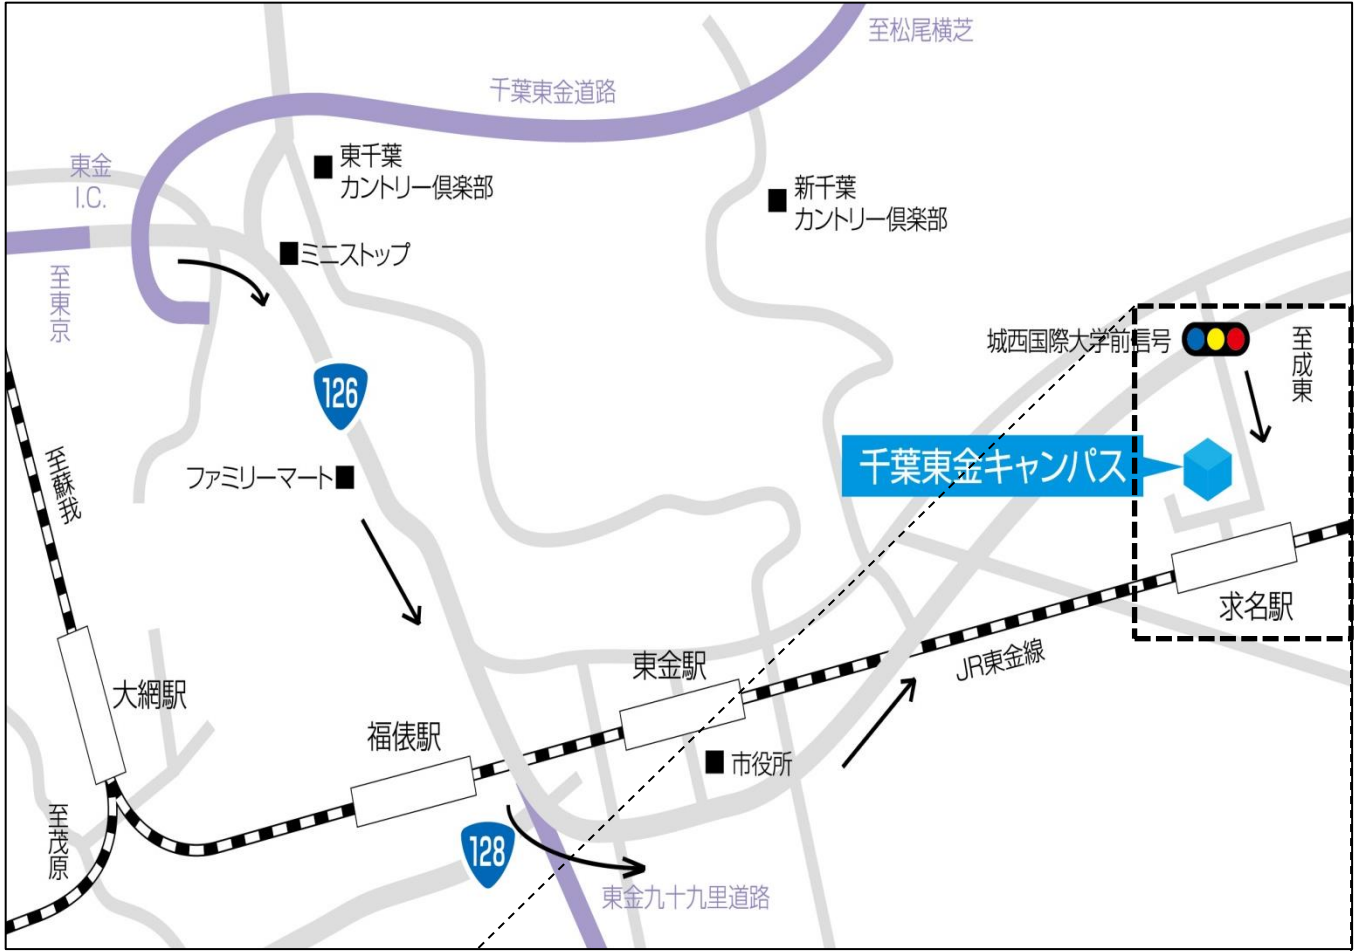 至松尾横芝
千葉東金道路
東千葉
カントリー倶楽部
東金
I.C.
新千葉
カントリー倶楽部
ミニストップ
至東京
城西国際大学前信号
至成東
126
千葉東金キャンパス
ファミリーマート
至蘇我
求名駅
JR東金線
東金駅
大網駅
福俵駅
市役所
至茂原
128
東金九十九里道路